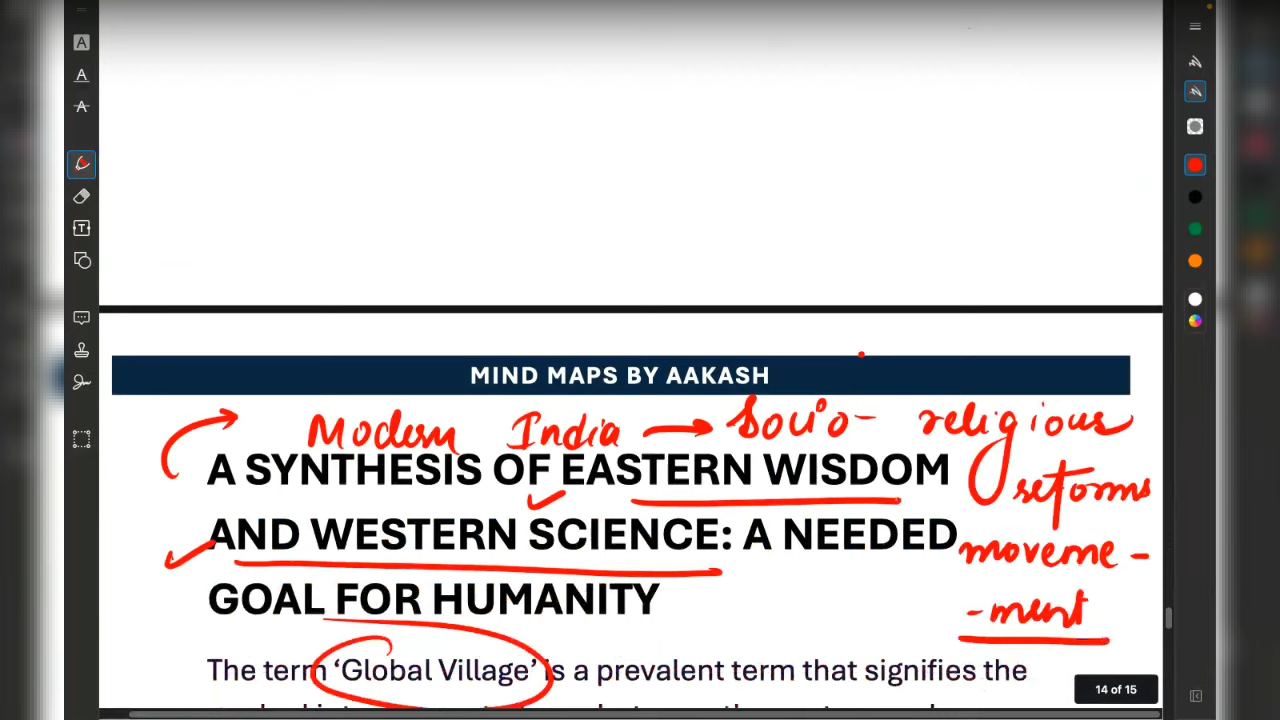 MIND MAPS BY AAKASH
Modern India → Socio- religious
reforms
moveme-
-ment
A SYNTHESIS OF EASTERN WISDOM
AND WESTERN SCIENCE: A NEEDED
GOAL FOR HUMANITY
The term ‘Global Village’ is a prevalent term that signifies the
14 of 15